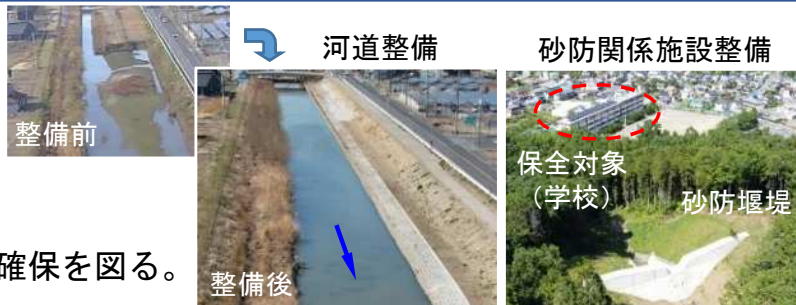 河道整備
砂防関係施設整備
整備前
整備後
保全対象
（学校）
砂防堰堤
確保を図る。